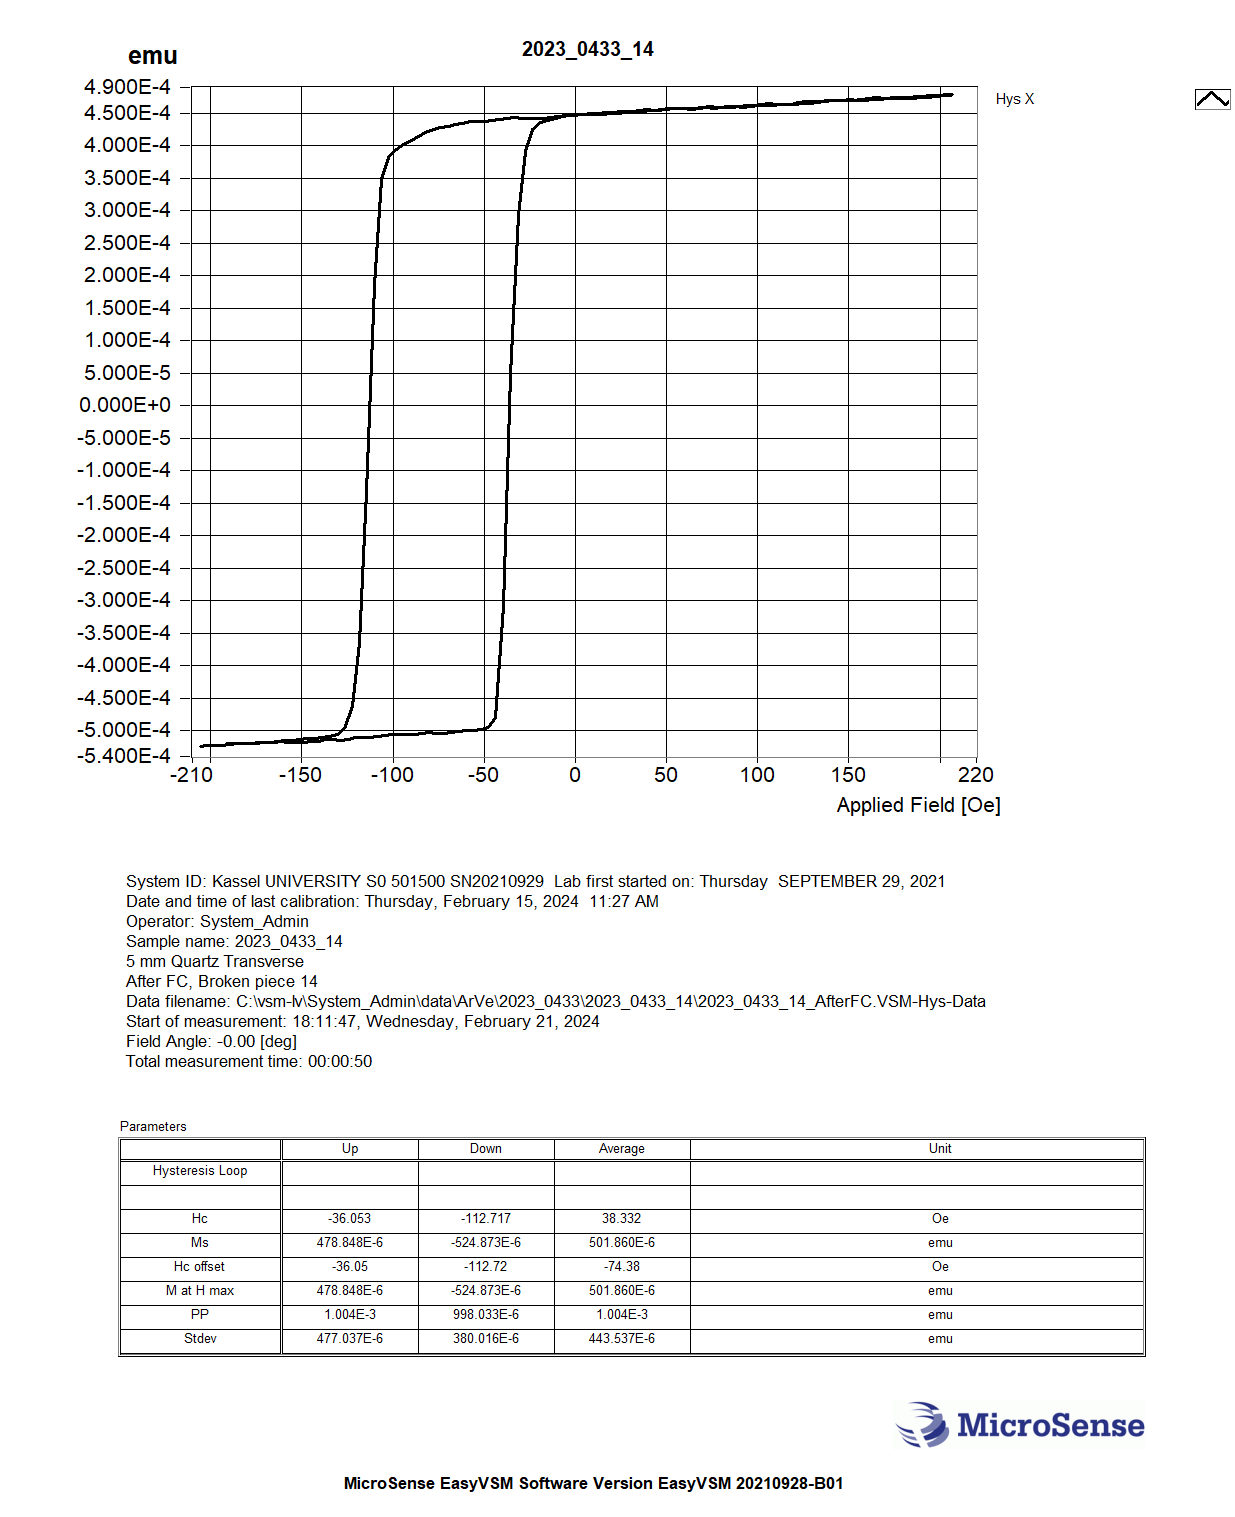 2023_0433_14
emu
Hys X
4.900E-4
4.500E-4
4.000E-4
3.500E-4
3.000E-4
2.500E-4
2.000E-4
1.500E-4
1.000E-4
5.000E-5
0.000E+0
-5.000E-5
-1.000E-4
-1.500E-4
-2.000E-4
-2.500E-4
-3.000E-4
-3.500E-4
-4.000E-4
-4.500E-4
-5.000E-4
-5.400E-4
-210 -150 -100 -50 0 50 100 150 220
Applied Field [Oe]
System ID: Kassel UNIVERSITY S0 501500 SN20210929  Lab first started on: Thursday  SEPTEMBER 29, 2021
Date and time of last calibration: Thursday, February 15, 2024  11:27 AM
Operator: System_Admin
Sample name: 2023_0433_14
5 mm Quartz Transverse
After FC, Broken piece 14
Data filename: C:\vsm-lv\System_Admin\data\ArVe\2023_0433\2023_0433_14\2023_0433_14_AfterFC.VSM-Hys-Data
Start of measurement: 18:11:47, Wednesday, February 21, 2024
Field Angle: -0.00 [deg]
Total measurement time: 00:00:50
Parameters
Up Down Average Unit
Hysteresis Loop
Hc -36.053 -112.717 38.332 Oe
Ms 478.848E-6 -524.873E-6 501.860E-6 emu
Hc offset -36.05 -112.72 -74.38 Oe
M at H max 478.848E-6 -524.873E-6 501.860E-6 emu
PP 1.004E-3 998.033E-6 1.004E-3 emu
Stdev 477.037E-6 380.016E-6 443.537E-6 emu
MicroSense
MicroSense EasyVSM Software Version EasyVSM 20210928-B01